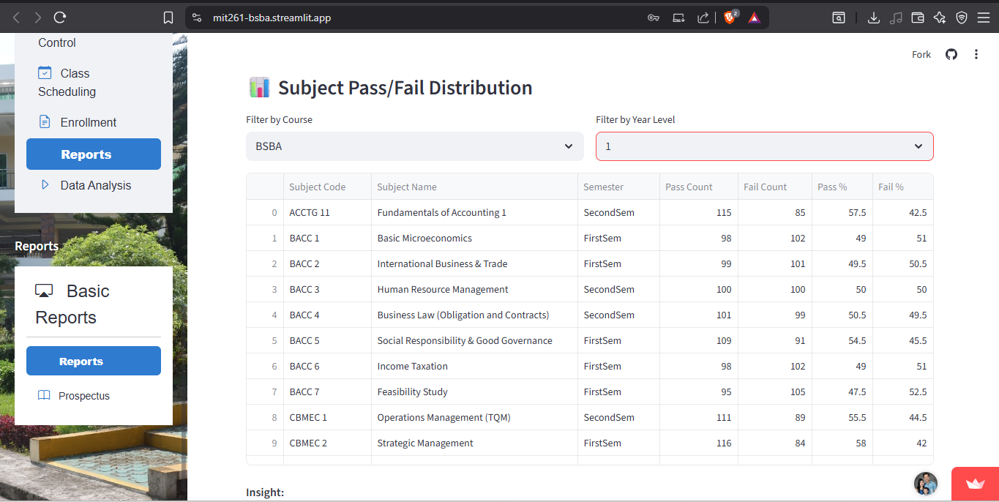 mit261-bsba.streamlit.app
2
Control
Class
Scheduling
Enrollment
Reports
Data Analysis
Reports
Basic
Reports
Reports
Prospectus
Fork
Subject Pass/Fail Distribution
Filter by Course
Filter by Year Level
BSBA
1
Subject Code Subject Name Semester Pass Count Fail Count Pass % Fail %
0 ACCTG 11 Fundamentals of Accounting 1 SecondSem 115 85 57.5 42.5
1 BACC 1 Basic Microeconomics FirstSem 98 102 49 51
2 BACC 2 International Business & Trade FirstSem 99 101 49.5 50.5
3 BACC 3 Human Resource Management SecondSem 100 100 50 50
4 BACC 4 Business Law (Obligation and Contracts) SecondSem 101 99 50.5 49.5
5 BACC 5 Social Responsibility & Good Governance FirstSem 109 91 54.5 45.5
6 BACC 6 Income Taxation FirstSem 98 102 49 51
7 BACC 7 Feasibility Study FirstSem 95 105 47.5 52.5
8 CBMEC 1 Operations Management (TQM) SecondSem 111 89 55.5 44.5
9 CBMEC 2 Strategic Management FirstSem 116 84 58 42
Insight: